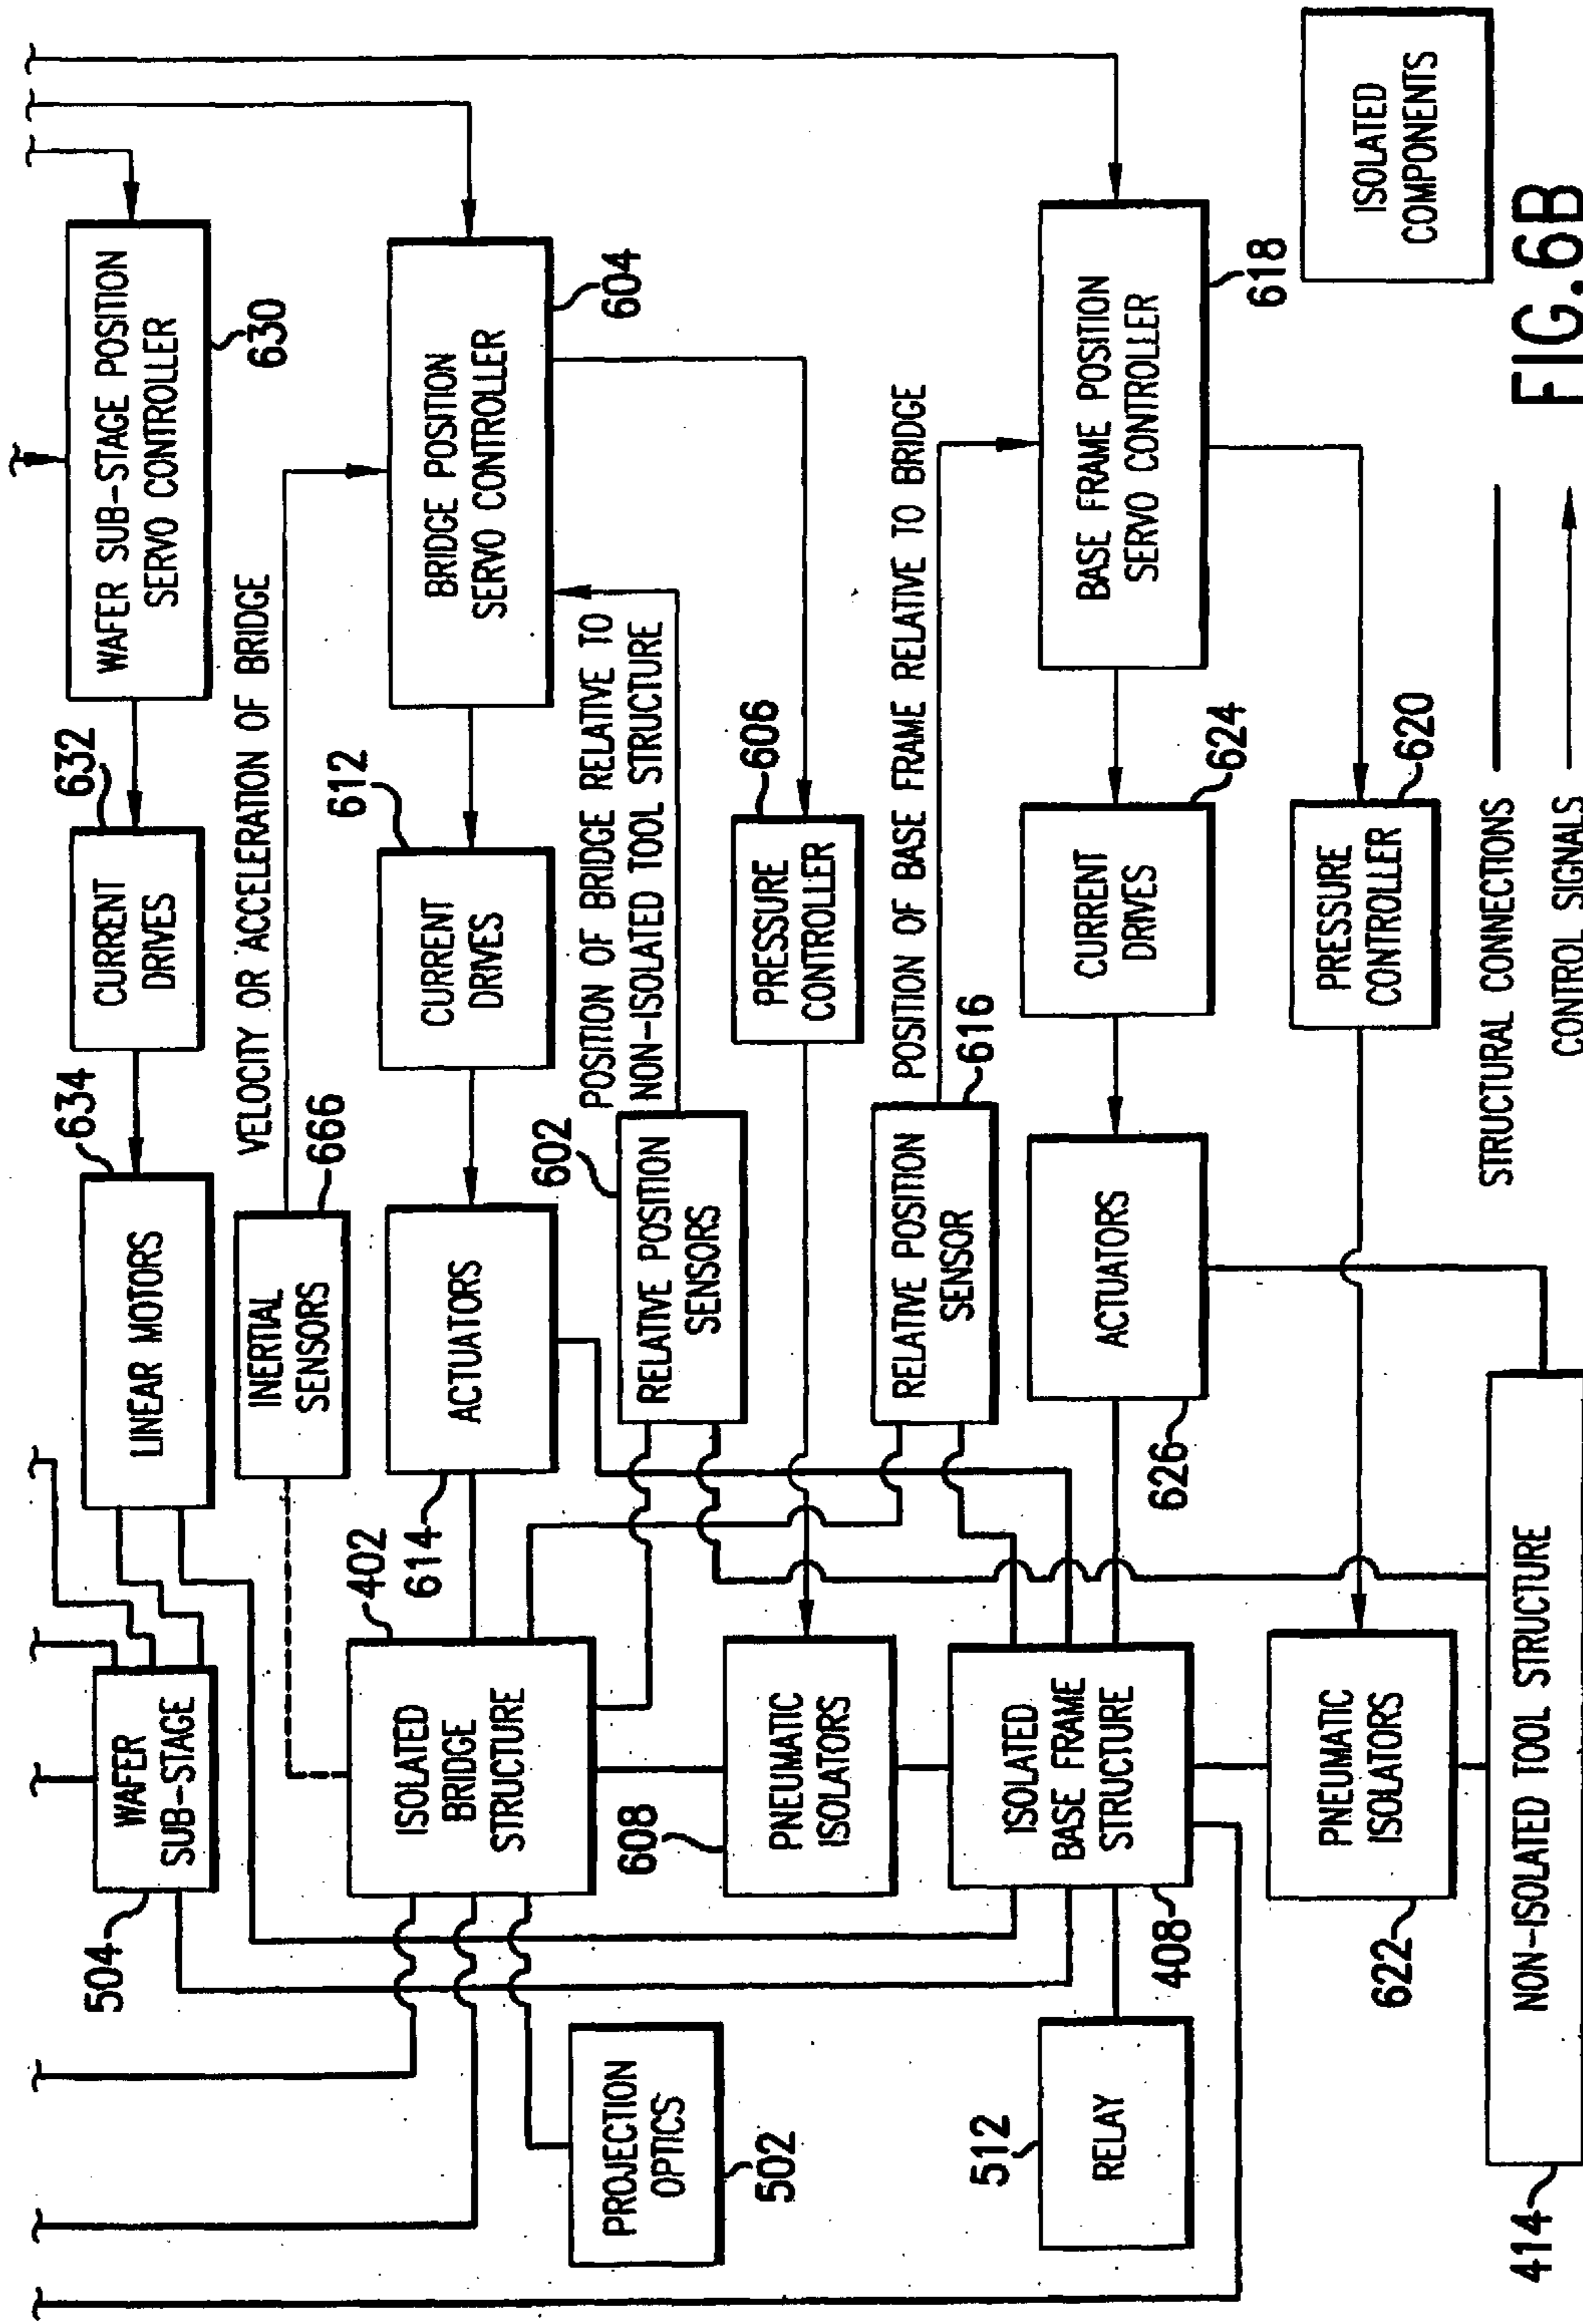 WAFER SUB-STAGE POSITION
SERVO CONTROLLER
630
632
CURRENT
DRIVES
634
LINEAR MOTORS
WAFER
SUB-STAGE
504
VELOCITY OR ACCELERATION OF BRIDGE
666
INERTIAL
SENSORS
BRIDGE POSITION
SERVO CONTROLLER
604
612
CURRENT
DRIVES
ACTUATORS
614
402
ISOLATED
BRIDGE
STRUCTURE
POSITION OF BRIDGE RELATIVE TO
NON-ISOLATED TOOL STRUCTURE
602
RELATIVE POSITION
SENSORS
PROJECTION
OPTICS
502
606
PRESSURE
CONTROLLER
608
PNEUMATIC
ISOLATORS
POSITION OF BASE FRAME RELATIVE TO BRIDGE
616
RELATIVE POSITION
SENSOR
BASE FRAME POSITION
SERVO CONTROLLER
618
CURRENT
DRIVES
624
ACTUATORS
626
ISOLATED
BASE FRAME
STRUCTURE
408
512
RELAY
PRESSURE
CONTROLLER
620
PNEUMATIC
ISOLATORS
622
NON-ISOLATED TOOL STRUCTURE
414
ISOLATED
COMPONENTS
STRUCTURAL CONNECTIONS
CONTROL SIGNALS
FIG.6B